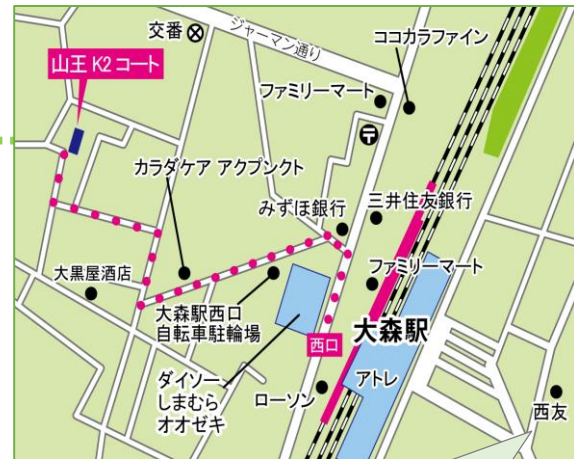 交番
ジャーマン通り
ココカラファイン
山王 K2 コート
ファミリーマート
〒
カラダケア アクプンクト
みずほ銀行
三井住友銀行
大黒屋酒店
大森駅西口
自転車駐輪場
ファミリーマート
西口
大森駅
ダイソー
しまむら
オオゼキ
ローソン
アトレ
西友